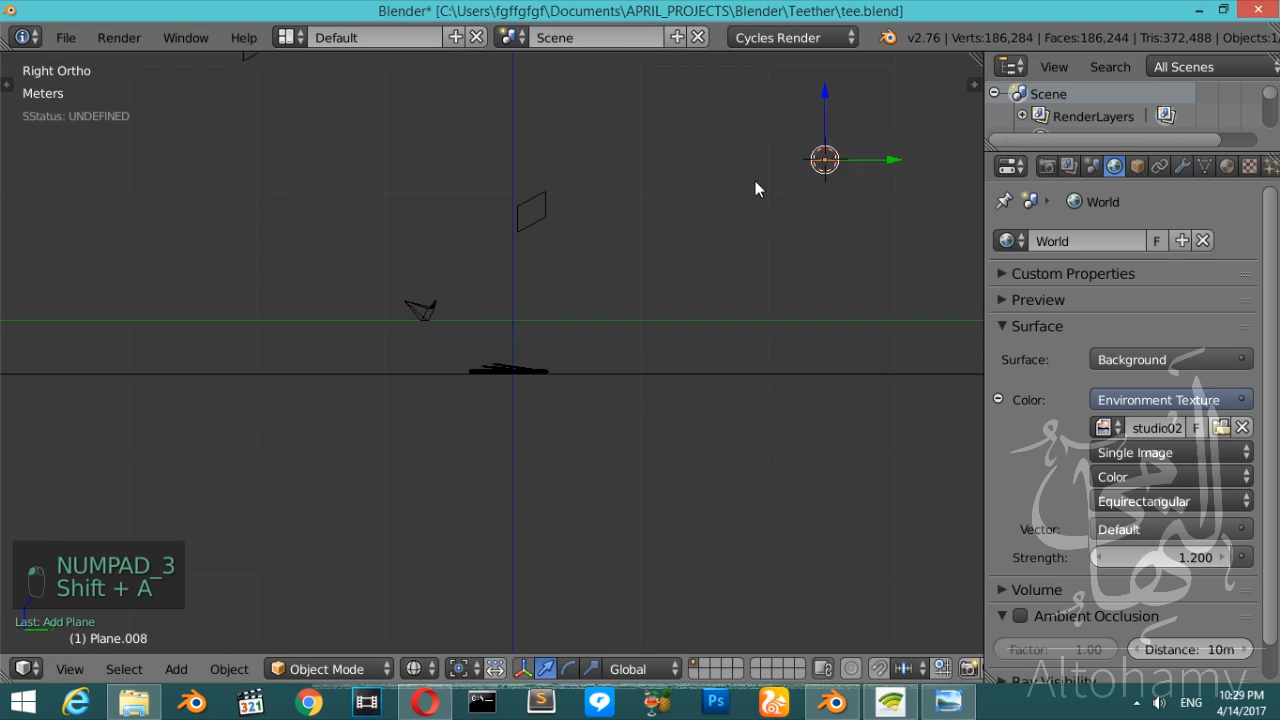 Blender* [C:\Users\fgffgfgf\Documents\APRIL_PROJECTS\Blender\Teether\tee.blend]
File Render Window Help Default Scene Cycles Render v2.76 | Verts:186,284 | Faces:186,244 | Tris:372,488 | Objects:1/
Right Ortho
Meters
SStatus: UNDEFINED
View Search All Scenes
Scene
RenderLayers
World
World F
Custom Properties
Preview
Surface
Surface: Background
Color: Environment Texture
studio02 F
Single Image
Color
Equirectangular
Vector: Default
Strength: 1.200
Volume
Ambient Occlusion
Factor: 1.00 Distance: 10m
Ray Visibility
Altohamy
NUMPAD_3
Shift + A
Last: Add Plane
(1) Plane.008
View Select Add Object Object Mode Global
321
Ps
ENG
10:29 PM
4/14/2017